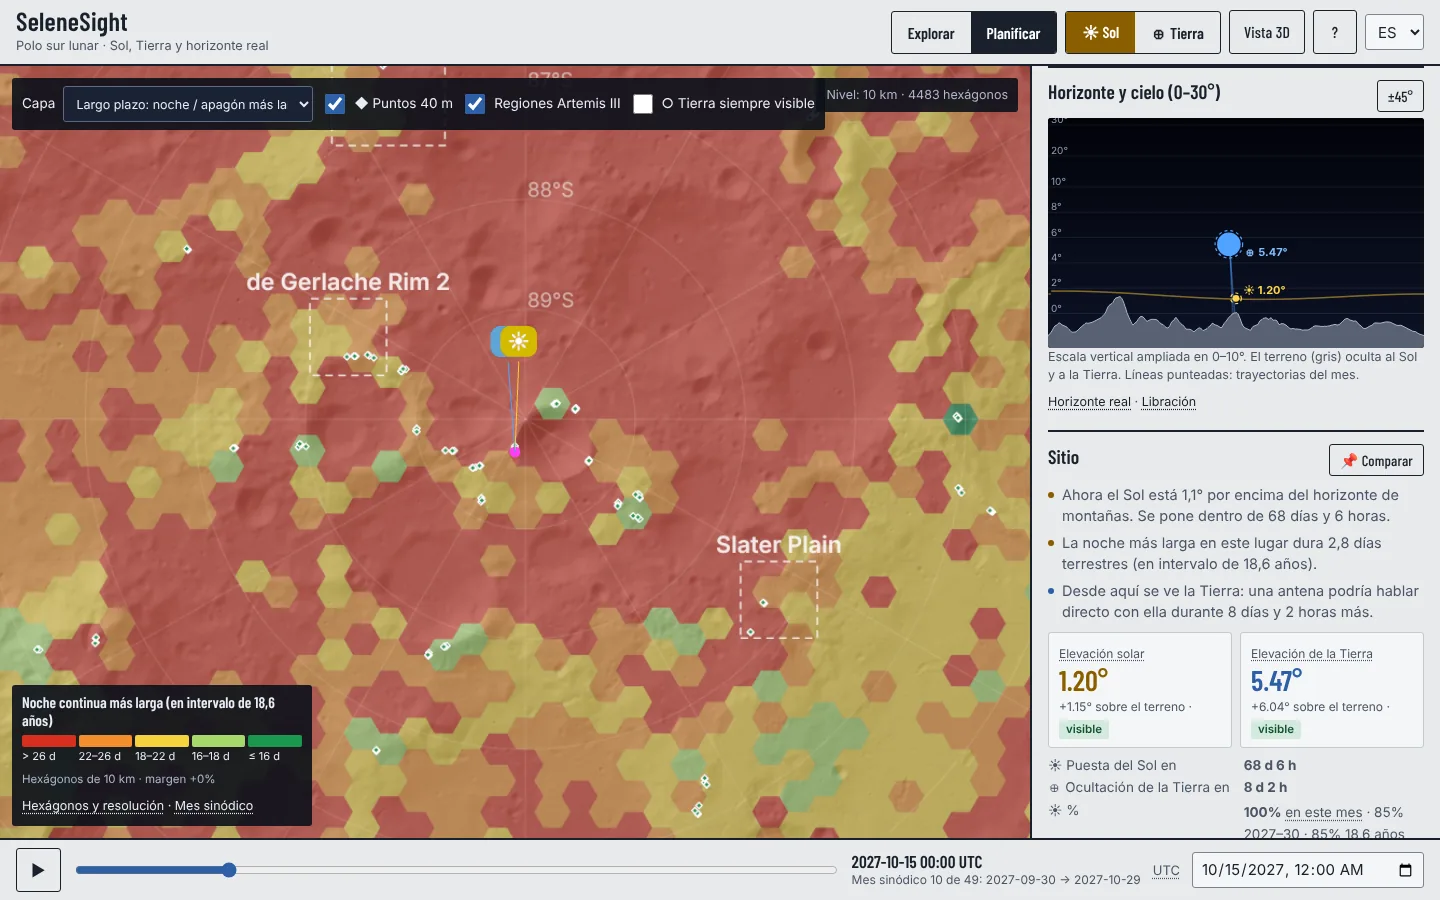 SeleneSight
Polo sur lunar · Sol, Tierra y horizonte real
Explorar
Planificar
☀ Sol
⊕ Tierra
Vista 3D
?
ES
Capa
Largo plazo: noche / apagón más la
◆ Puntos 40 m
Regiones Artemis III
○ Tierra siempre visible
Nivel: 10 km · 4483 hexágonos
87°S
88°S
de Gerlache Rim 2
89°S
Slater Plain
Noche continua más larga (en intervalo de 18,6
años)
> 26 d
22–26 d
18–22 d
16–18 d
≤ 16 d
Hexágonos de 10 km · margen +0%
Hexágonos y resolución · Mes sinódico
Horizonte y cielo (0–30°)
±45°
30°
20°
10°
8°
6°
4°
2°
0°
⊕ 5.47°
☀ 1.20°
Escala vertical ampliada en 0–10°. El terreno (gris) oculta al Sol
y a la Tierra. Líneas punteadas: trayectorias del mes.
Horizonte real · Libración
Sitio
📌 Comparar
Ahora el Sol está 1,1° por encima del horizonte de
montañas. Se pone dentro de 68 días y 6 horas.
La noche más larga en este lugar dura 2,8 días
terrestres (en intervalo de 18,6 años).
Desde aquí se ve la Tierra: una antena podría hablar
directo con ella durante 8 días y 2 horas más.
Elevación solar
1.20°
+1.15° sobre el terreno ·
visible
Elevación de la Tierra
5.47°
+6.04° sobre el terreno ·
visible
☀ Puesta del Sol en 68 d 6 h
⊕ Ocultación de la Tierra en 8 d 2 h
☀ % 100% en este mes · 85%
2027–30 · 85% 18.6 años
2027-10-15 00:00 UTC
Mes sinódico 10 de 49: 2027-09-30 → 2027-10-29
UTC
10/15/2027, 12:00 AM